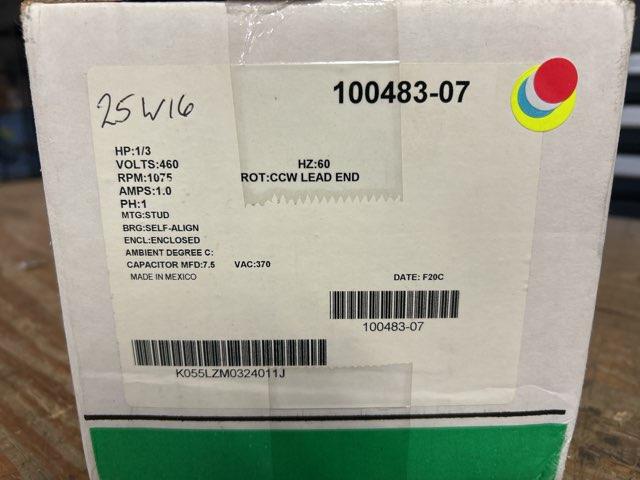 100483-07
25W16
HP:1/3
VOLTS:460 HZ:60
RPM:1075 ROT:CCW LEAD END
AMPS:1.0
PH:1
MTG:STUD
BRG:SELF-ALIGN
ENCL:ENCLOSED
AMBIENT DEGREE C:
CAPACITOR MFD:7.5 VAC:370
MADE IN MEXICO DATE: F20C
100483-07
K055LZM0324011J